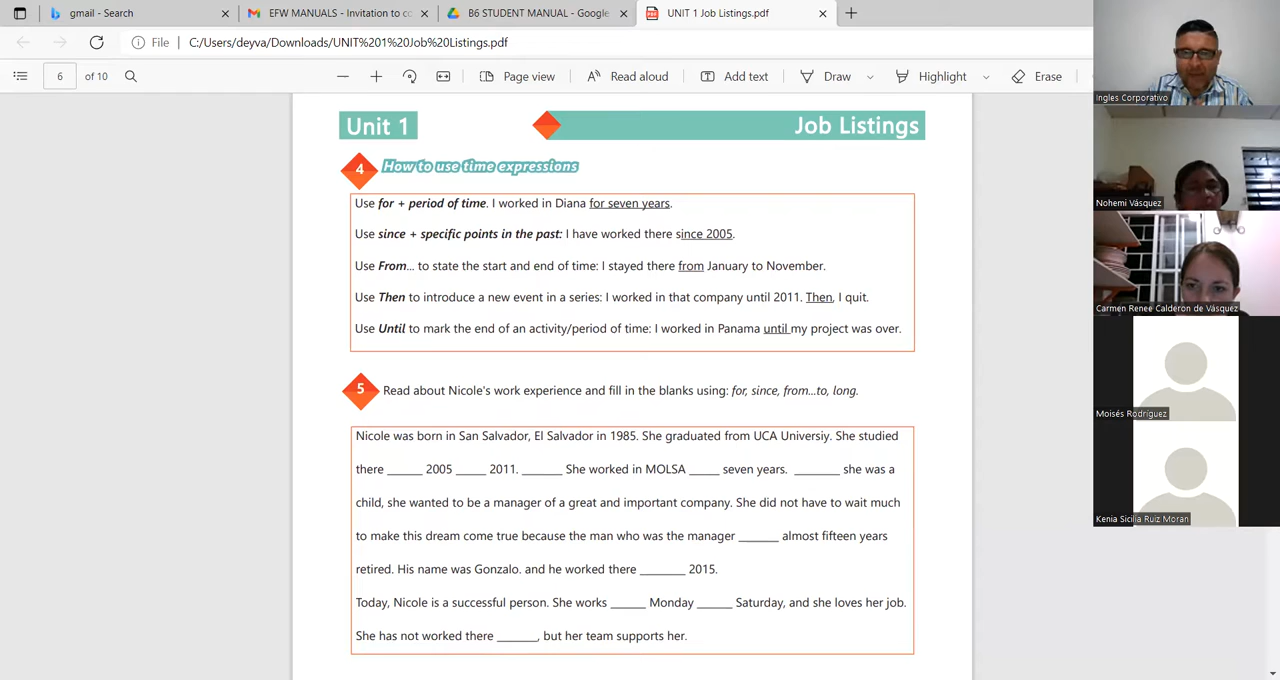 gmail - Search
EFW MANUALS - Invitation to cc
B6 STUDENT MANUAL - Google
UNIT 1 Job Listings.pdf
File
C:/Users/deyva/Downloads/UNIT%201%20Job%20Listings.pdf
6 of 10
Page view
Read aloud
Add text
Draw
Highlight
Erase
Unit 1
Job Listings
4 How to use time expressions
Use for + period of time. I worked in Diana for seven years.
Use since + specific points in the past: I have worked there since 2005.
Use From... to state the start and end of time: I stayed there from January to November.
Use Then to introduce a new event in a series: I worked in that company until 2011. Then, I quit.
Use Until to mark the end of an activity/period of time: I worked in Panama until my project was over.
5 Read about Nicole's work experience and fill in the blanks using: for, since, from...to, long.
Nicole was born in San Salvador, El Salvador in 1985. She graduated from UCA Universiy. She studied
there ______ 2005 _____ 2011. _______ She worked in MOLSA _____ seven years. ________ she was a
child, she wanted to be a manager of a great and important company. She did not have to wait much
to make this dream come true because the man who was the manager _______ almost fifteen years
retired. His name was Gonzalo. and he worked there ________ 2015.
Today, Nicole is a successful person. She works ______ Monday ______ Saturday, and she loves her job.
She has not worked there _______, but her team supports her.
Ingles Corporativo
Nohemi Vásquez
Carmen Renee Calderon de Vásquez
Moisés Rodríguez
Kenia Sicilia Ruiz Moran